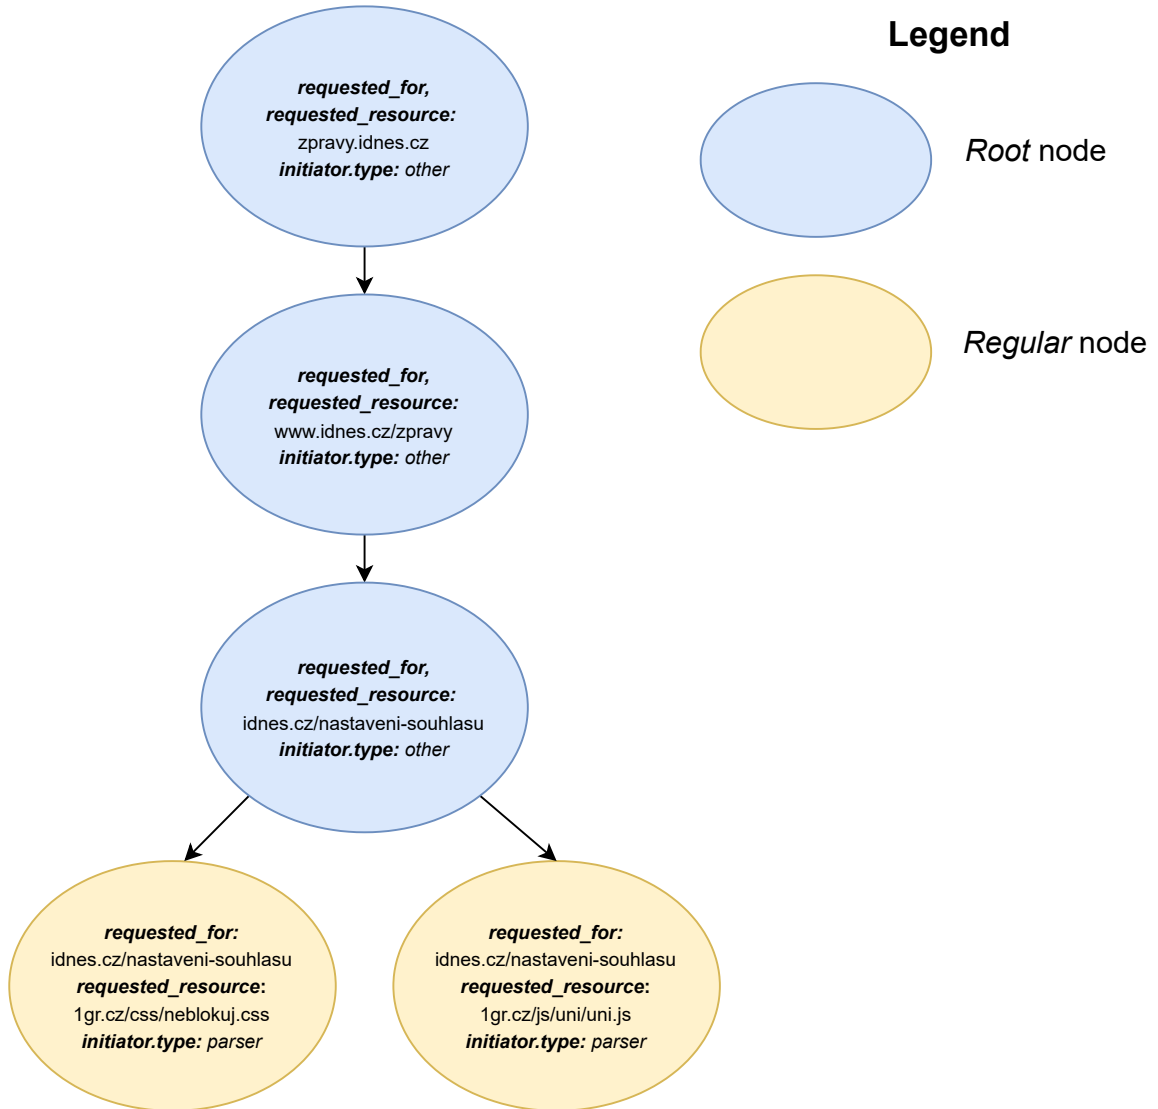 Legend
requested_for,
requested_resource:
zpravy.idnes.cz
initiator.type: other
Root node
Regular node
requested_for,
requested_resource:
www.idnes.cz/zpravy
initiator.type: other
requested_for,
requested_resource:
idnes.cz/nastaveni-souhlasu
initiator.type: other
requested_for:
idnes.cz/nastaveni-souhlasu
requested_resource:
1gr.cz/css/neblokuj.css
initiator.type: parser
requested_for:
idnes.cz/nastaveni-souhlasu
requested_resource:
1gr.cz/js/uni/uni.js
initiator.type: parser